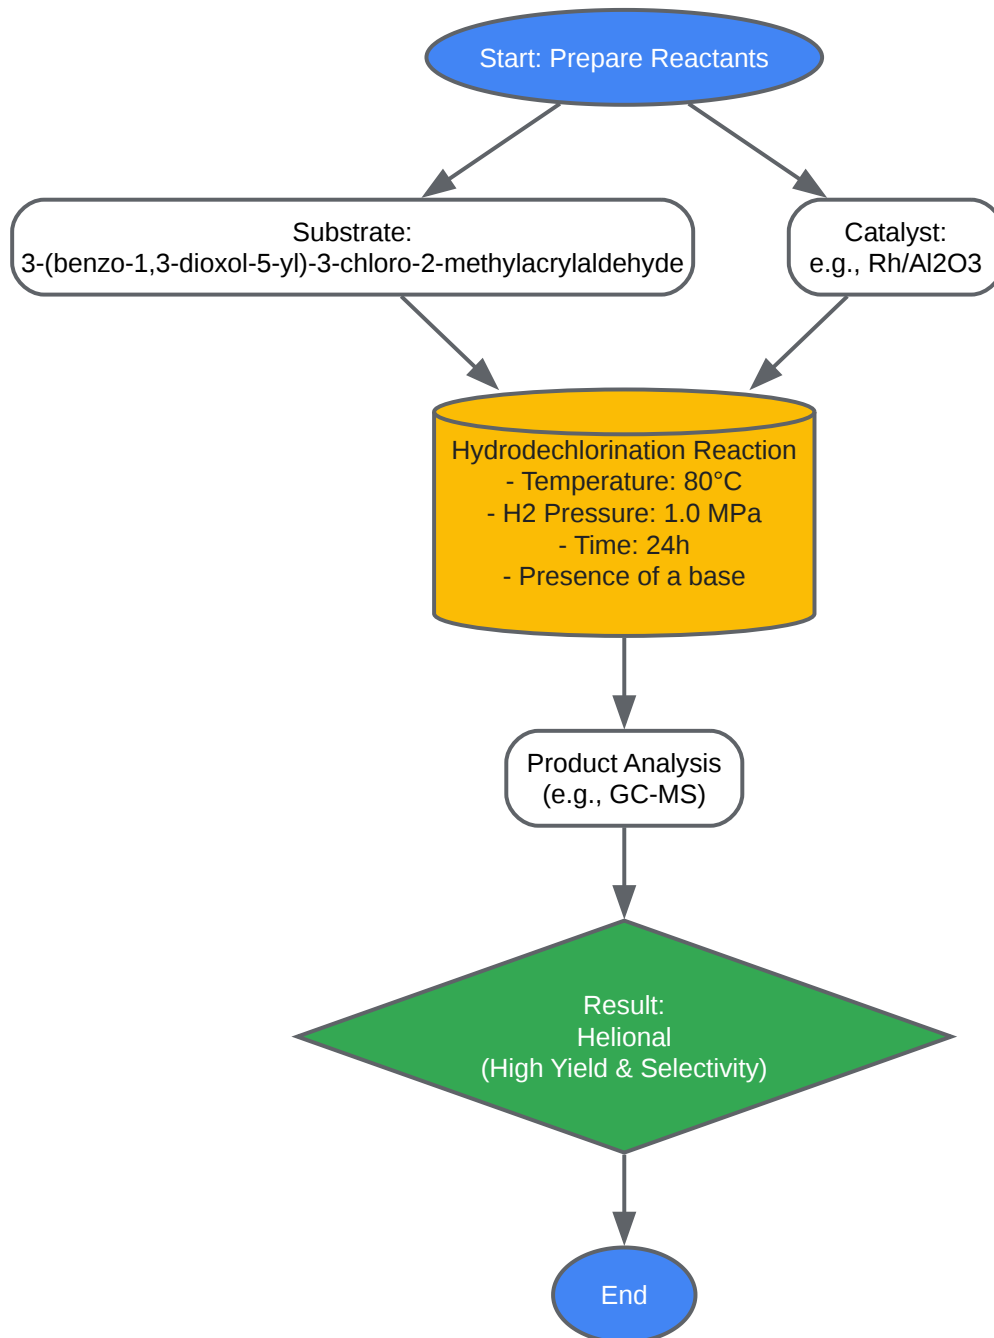 Start: Prepare Reactants
Substrate:
3-(benzo-1,3-dioxol-5-yl)-3-chloro-2-methylacrylaldehyde
Catalyst:
e.g., Rh/Al2O3
Hydrodechlorination Reaction
- Temperature: 80°C
- H2 Pressure: 1.0 MPa
- Time: 24h
- Presence of a base
Product Analysis
(e.g., GC-MS)
Result:
Helional
(High Yield & Selectivity)
End